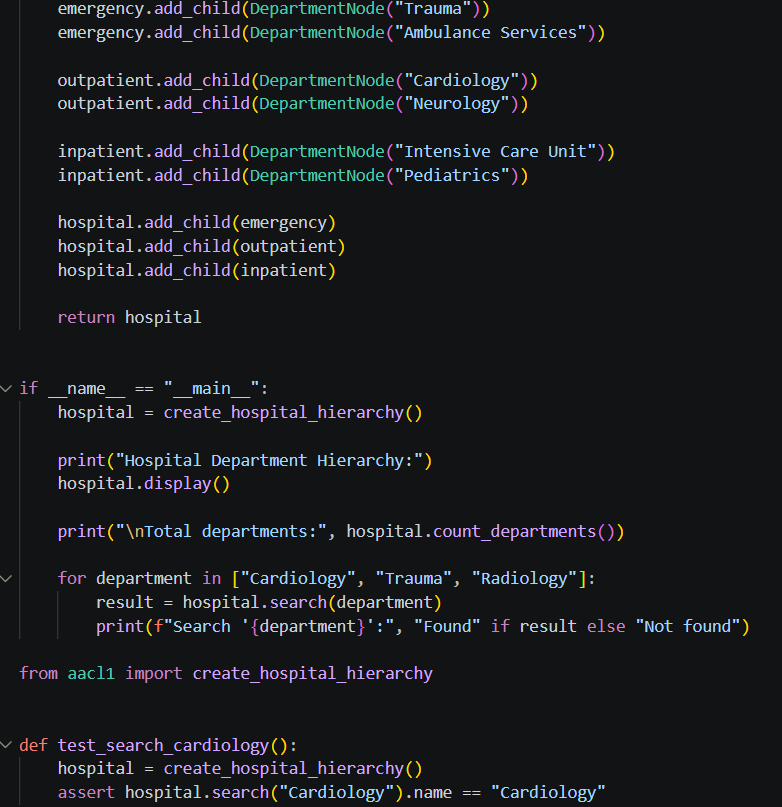 emergency.add_child(DepartmentNode("Trauma"))
    emergency.add_child(DepartmentNode("Ambulance Services"))

    outpatient.add_child(DepartmentNode("Cardiology"))
    outpatient.add_child(DepartmentNode("Neurology"))

    inpatient.add_child(DepartmentNode("Intensive Care Unit"))
    inpatient.add_child(DepartmentNode("Pediatrics"))

    hospital.add_child(emergency)
    hospital.add_child(outpatient)
    hospital.add_child(inpatient)

    return hospital


if __name__ == "__main__":
    hospital = create_hospital_hierarchy()

    print("Hospital Department Hierarchy:")
    hospital.display()

    print("\nTotal departments:", hospital.count_departments())

    for department in ["Cardiology", "Trauma", "Radiology"]:
        result = hospital.search(department)
        print(f"Search '{department}':", "Found" if result else "Not found")

from aacl1 import create_hospital_hierarchy


def test_search_cardiology():
    hospital = create_hospital_hierarchy()
    assert hospital.search("Cardiology").name == "Cardiology"